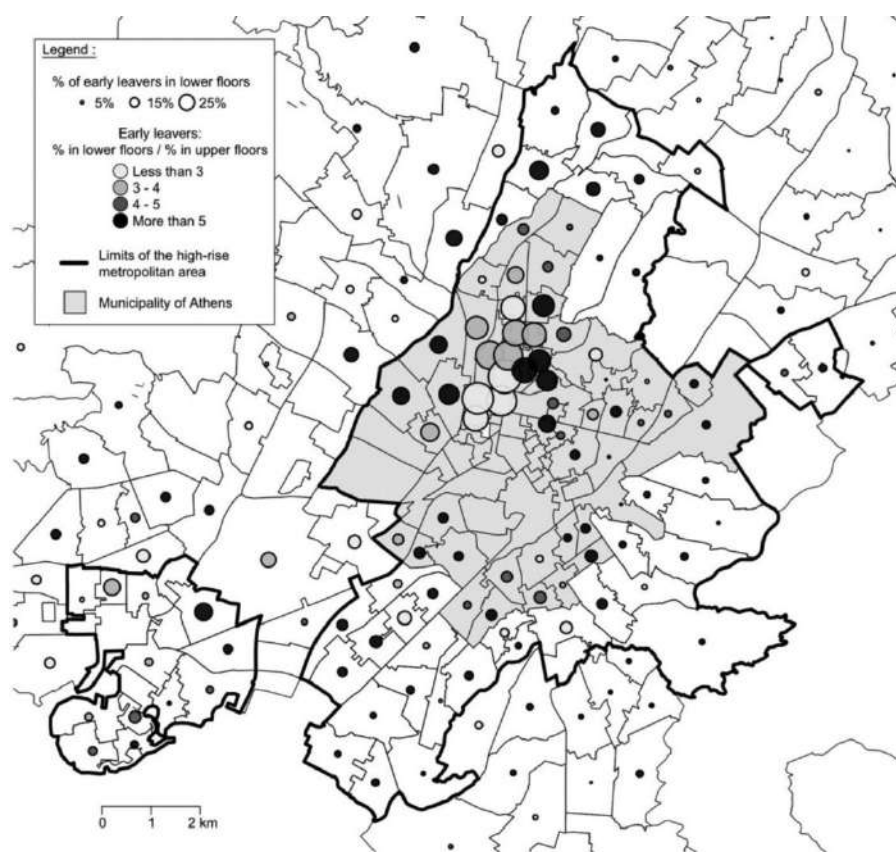 Legend :
% of early leavers in lower floors
5% 15% 25%
Early leavers:
% in lower floors / % in upper floors
Less than 3
3 - 4
4 - 5
More than 5
Limits of the high-rise
metropolitan area
Municipality of Athens
0 1 2 km